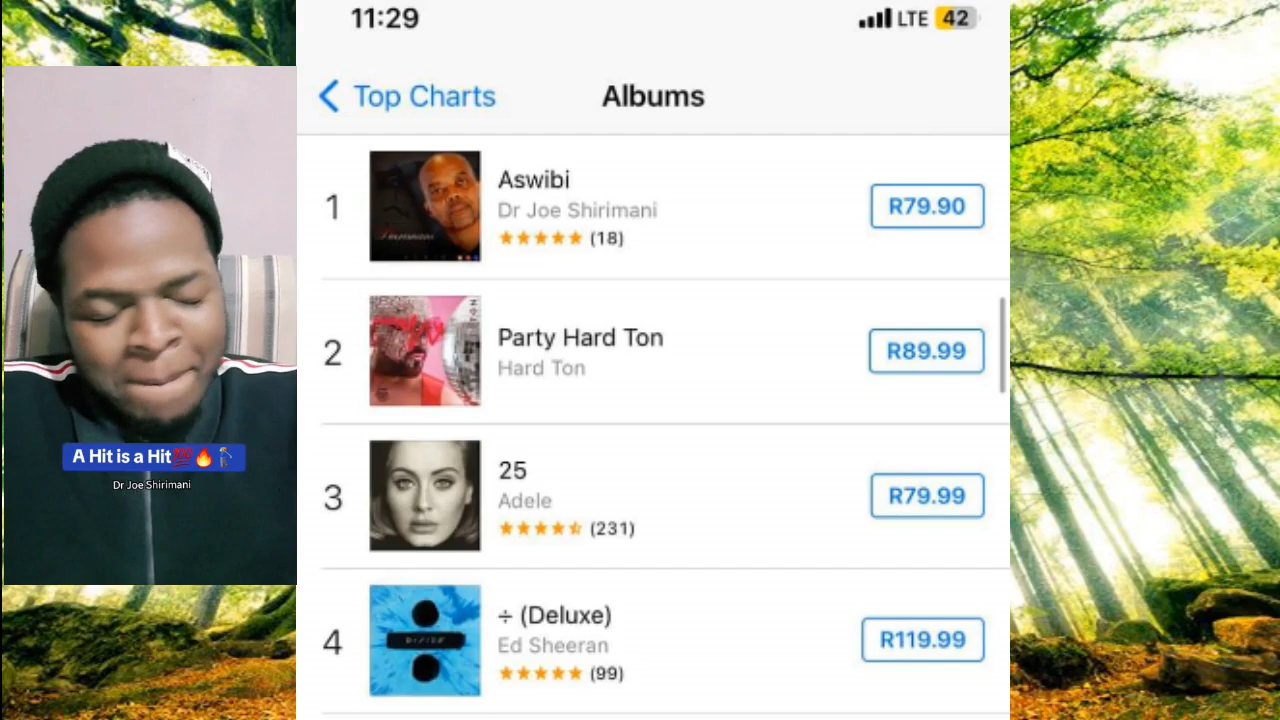 11:29
LTE 42
Top Charts
Albums
1
Aswibi
Dr Joe Shirimani
(18)
R79.90
2
Party Hard Ton
Hard Ton
R89.99
3
25
Adele
(231)
R79.99
4
÷ (Deluxe)
Ed Sheeran
(99)
R119.99
A Hit is a Hit💯🔥
Dr Joe Shirimani